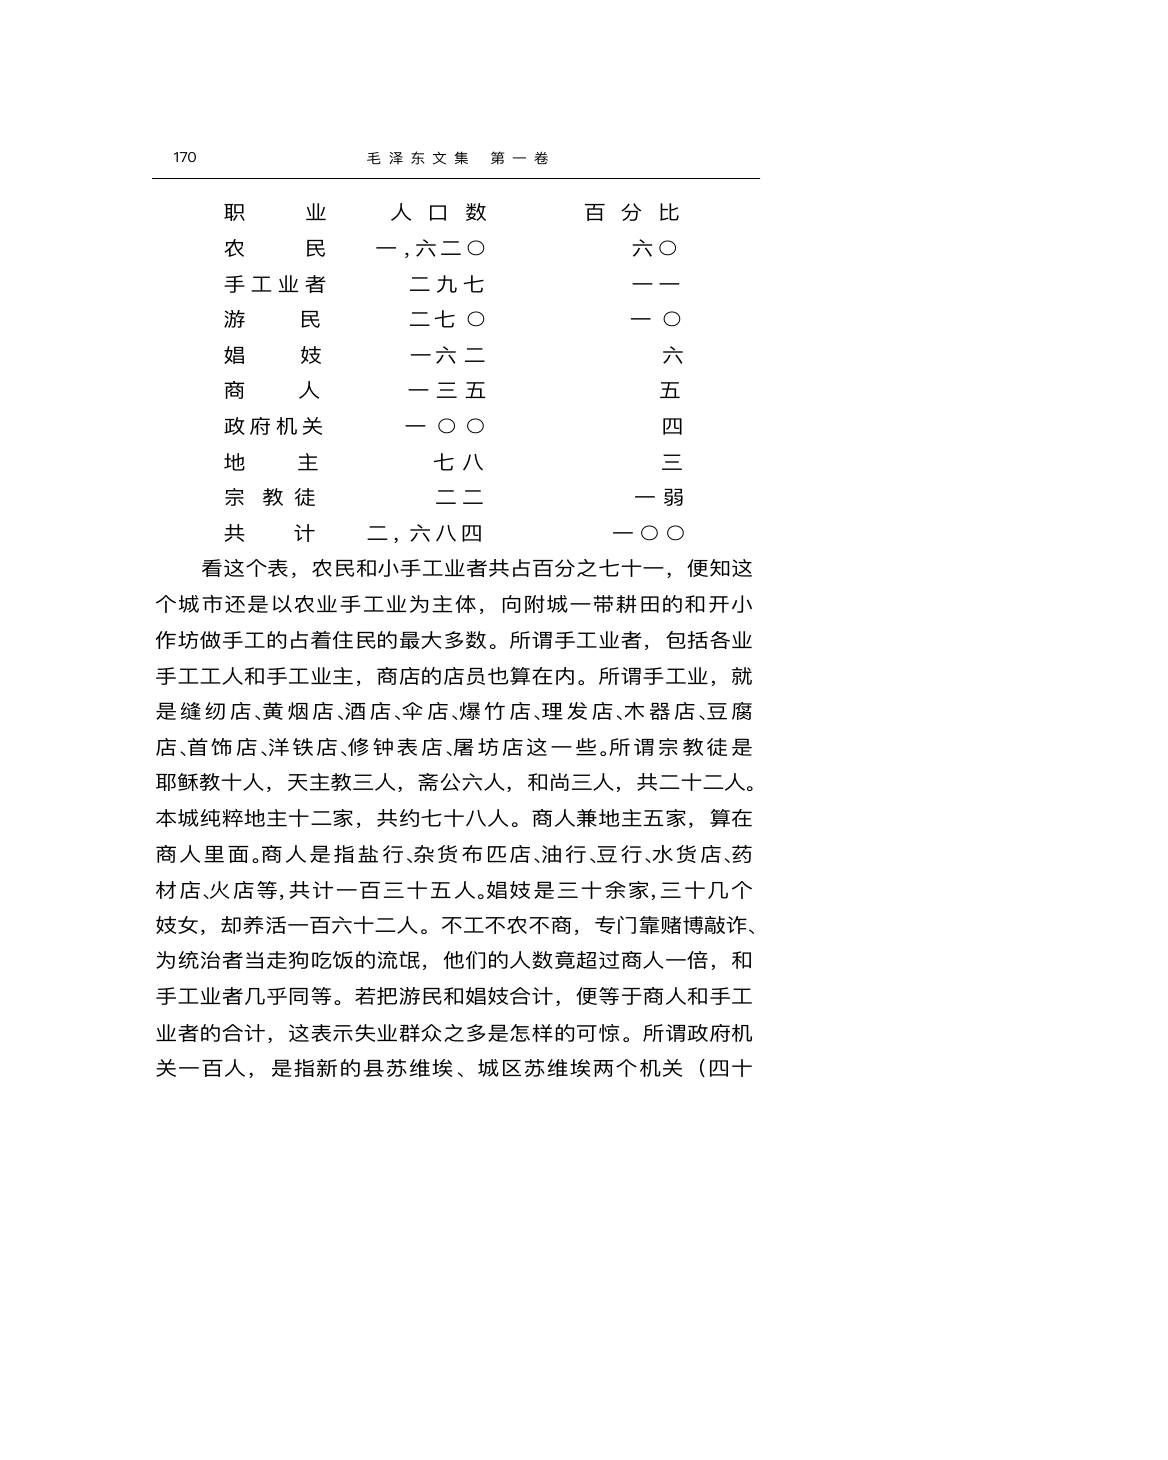 170 毛泽东文集 第一卷
职业 人口数 百分比
农民 一,六二〇 六〇
手工业者 二九七 一一
游民 二七〇 一〇
娼妓 一六二 六
商人 一三五 五
政府机关 一〇〇 四
地主 七八 三
宗教徒 二二 一弱
共计 二,六八四 一〇〇
看这个表，农民和小手工业者共占百分之七十一，便知这
个城市还是以农业手工业为主体，向附城一带耕田的和开小
作坊做手工的占着住民的最大多数。所谓手工业者，包括各业
手工工人和手工业主，商店的店员也算在内。所谓手工业，就
是缝纫店、黄烟店、酒店、伞店、爆竹店、理发店、木器店、豆腐
店、首饰店、洋铁店、修钟表店、屠坊店这一些。所谓宗教徒是
耶稣教十人，天主教三人，斋公六人，和尚三人，共二十二人。
本城纯粹地主十二家，共约七十八人。商人兼地主五家，算在
商人里面。商人是指盐行、杂货布匹店、油行、豆行、水货店、药
材店、火店等,共计一百三十五人。娼妓是三十余家,三十几个
妓女，却养活一百六十二人。不工不农不商，专门靠赌博敲诈、
为统治者当走狗吃饭的流氓，他们的人数竟超过商人一倍，和
手工业者几乎同等。若把游民和娼妓合计，便等于商人和手工
业者的合计，这表示失业群众之多是怎样的可惊。所谓政府机
关一百人，是指新的县苏维埃、城区苏维埃两个机关（四十